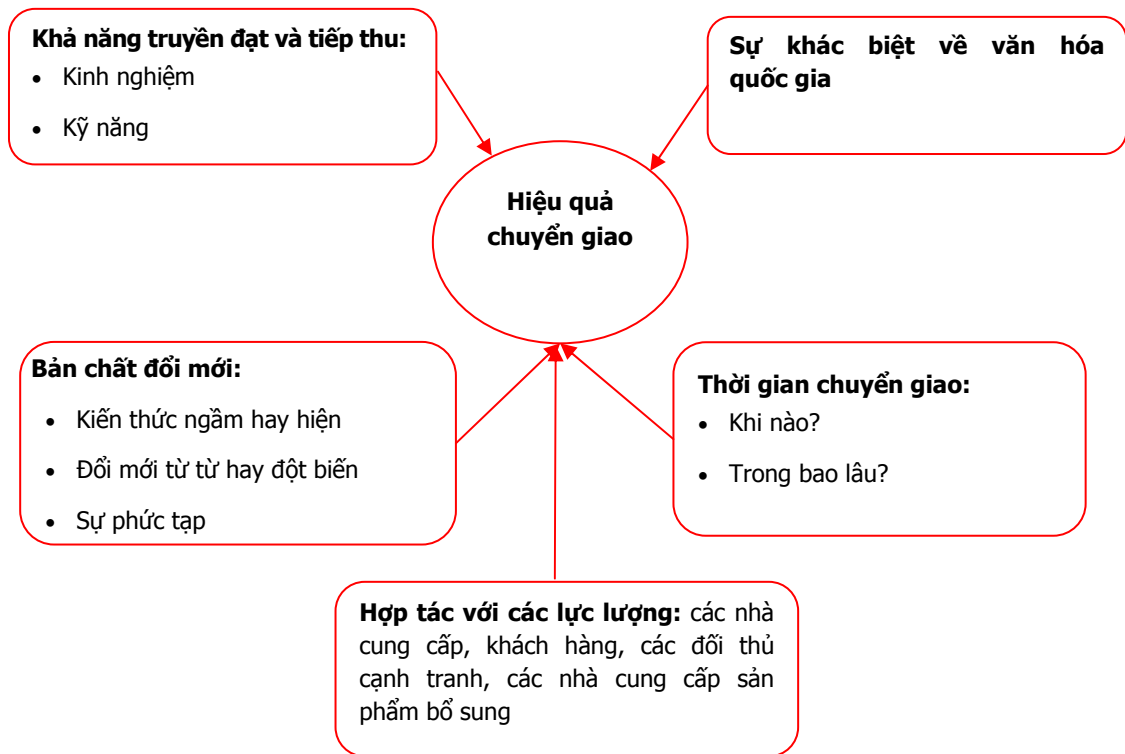 Khả năng truyền đạt và tiếp thu:
• Kinh nghiệm
• Kỹ năng
Sự khác biệt về văn hóa
quốc gia
Hiệu quả
chuyển giao
Bản chất đổi mới:
• Kiến thức ngầm hay hiện
• Đổi mới từ từ hay đột biến
• Sự phức tạp
Thời gian chuyển giao:
• Khi nào?
• Trong bao lâu?
Hợp tác với các lực lượng: các nhà
cung cấp, khách hàng, các đối thủ
cạnh tranh, các nhà cung cấp sản
phẩm bổ sung